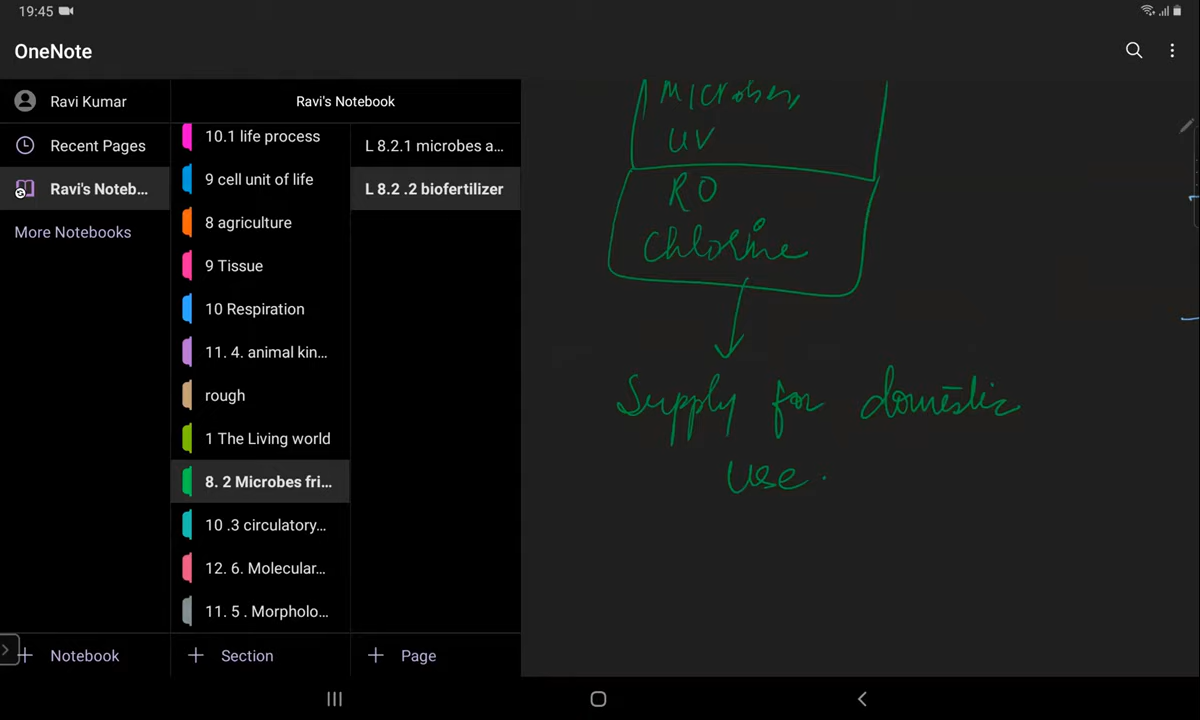 19:45
OneNote
Ravi Kumar
Recent Pages
Ravi's Noteb...
More Notebooks
Notebook
Ravi's Notebook
10.1 life process
9 cell unit of life
8 agriculture
9 Tissue
10 Respiration
11. 4. animal kin...
rough
1 The Living world
8. 2 Microbes fri...
10 .3 circulatory...
12. 6. Molecular...
11. 5 . Morpholo...
Section
L 8.2.1 microbes a...
L 8.2 .2 biofertilizer
Page
Microbes,
UV
RO
Chlorine
Supply for domestic
use.